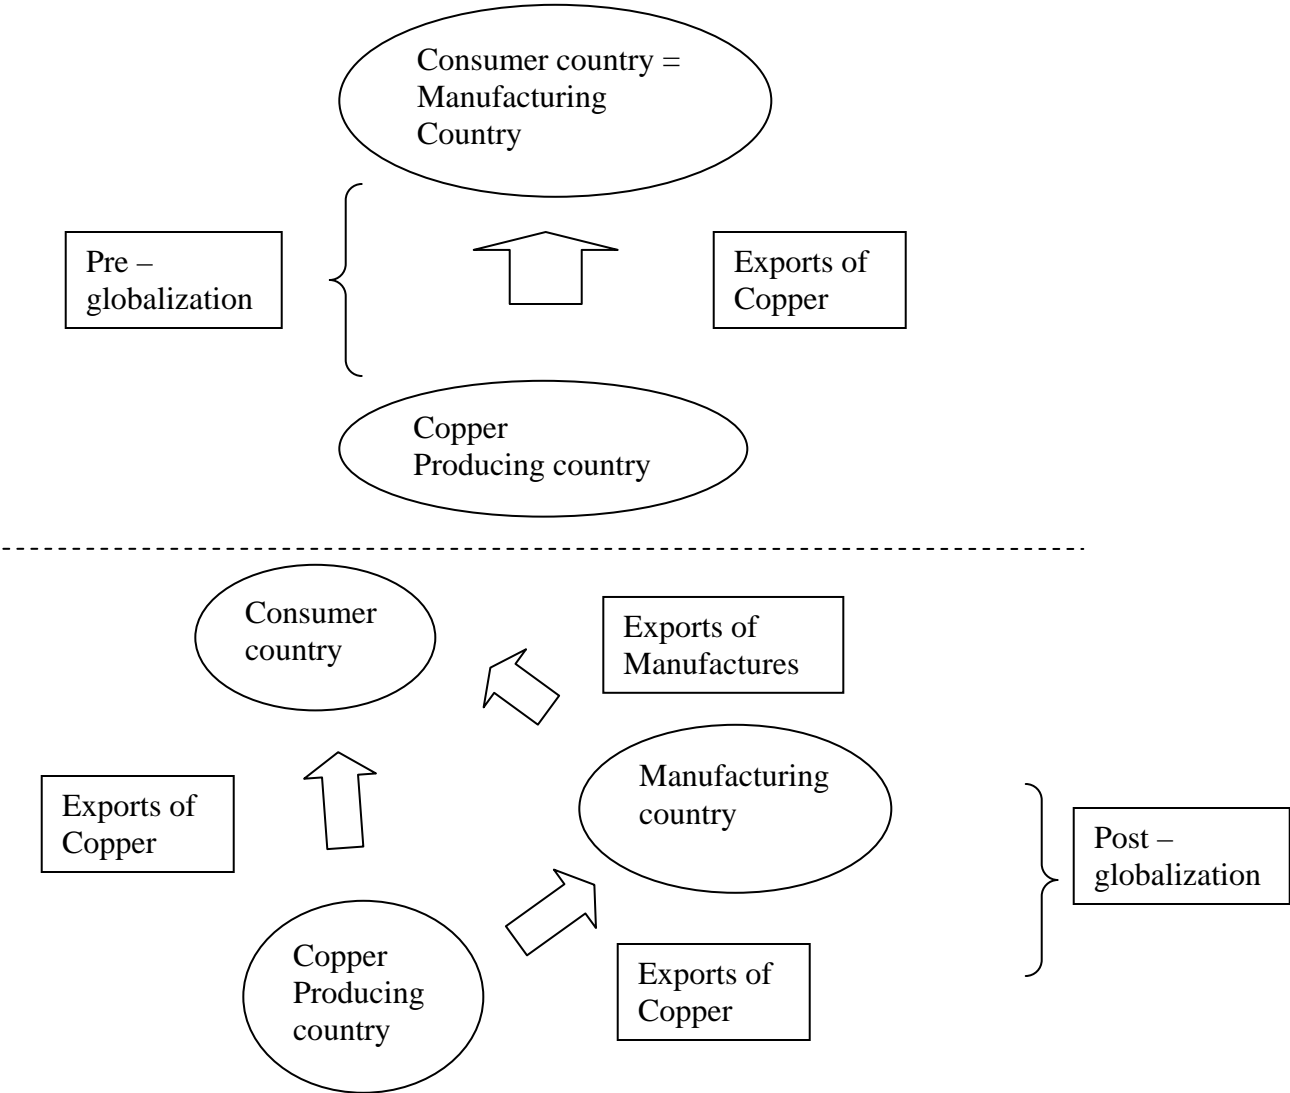 Consumer country =
Manufacturing
Country
Pre –
globalization
Exports of
Copper
Copper
Producing country
Consumer
country
Exports of
Manufactures
Manufacturing
country
Exports of
Copper
Post –
globalization
Copper
Producing
country
Exports of
Copper